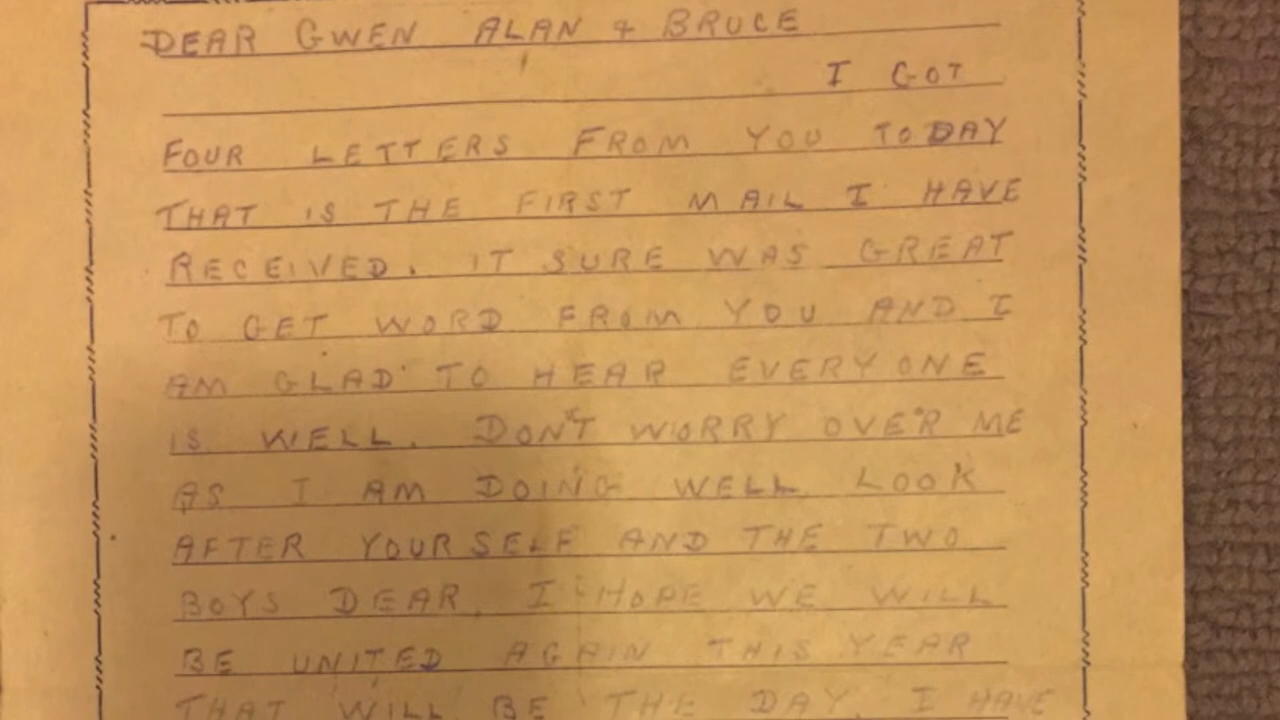 DEAR GWEN ALAN & BRUCE
I GOT
FOUR LETTERS FROM YOU TODAY
THAT IS THE FIRST MAIL I HAVE
RECEIVED. IT SURE WAS GREAT
TO GET WORD FROM YOU AND I
AM GLAD TO HEAR EVERYONE
IS WELL. DON'T WORRY OVER ME
AS I AM DOING WELL LOOK
AFTER YOURSELF AND THE TWO
BOYS DEAR. I HOPE WE WILL
BE UNITED AGAIN THIS YEAR
THAT WILL BE THE DAY. I HAVE